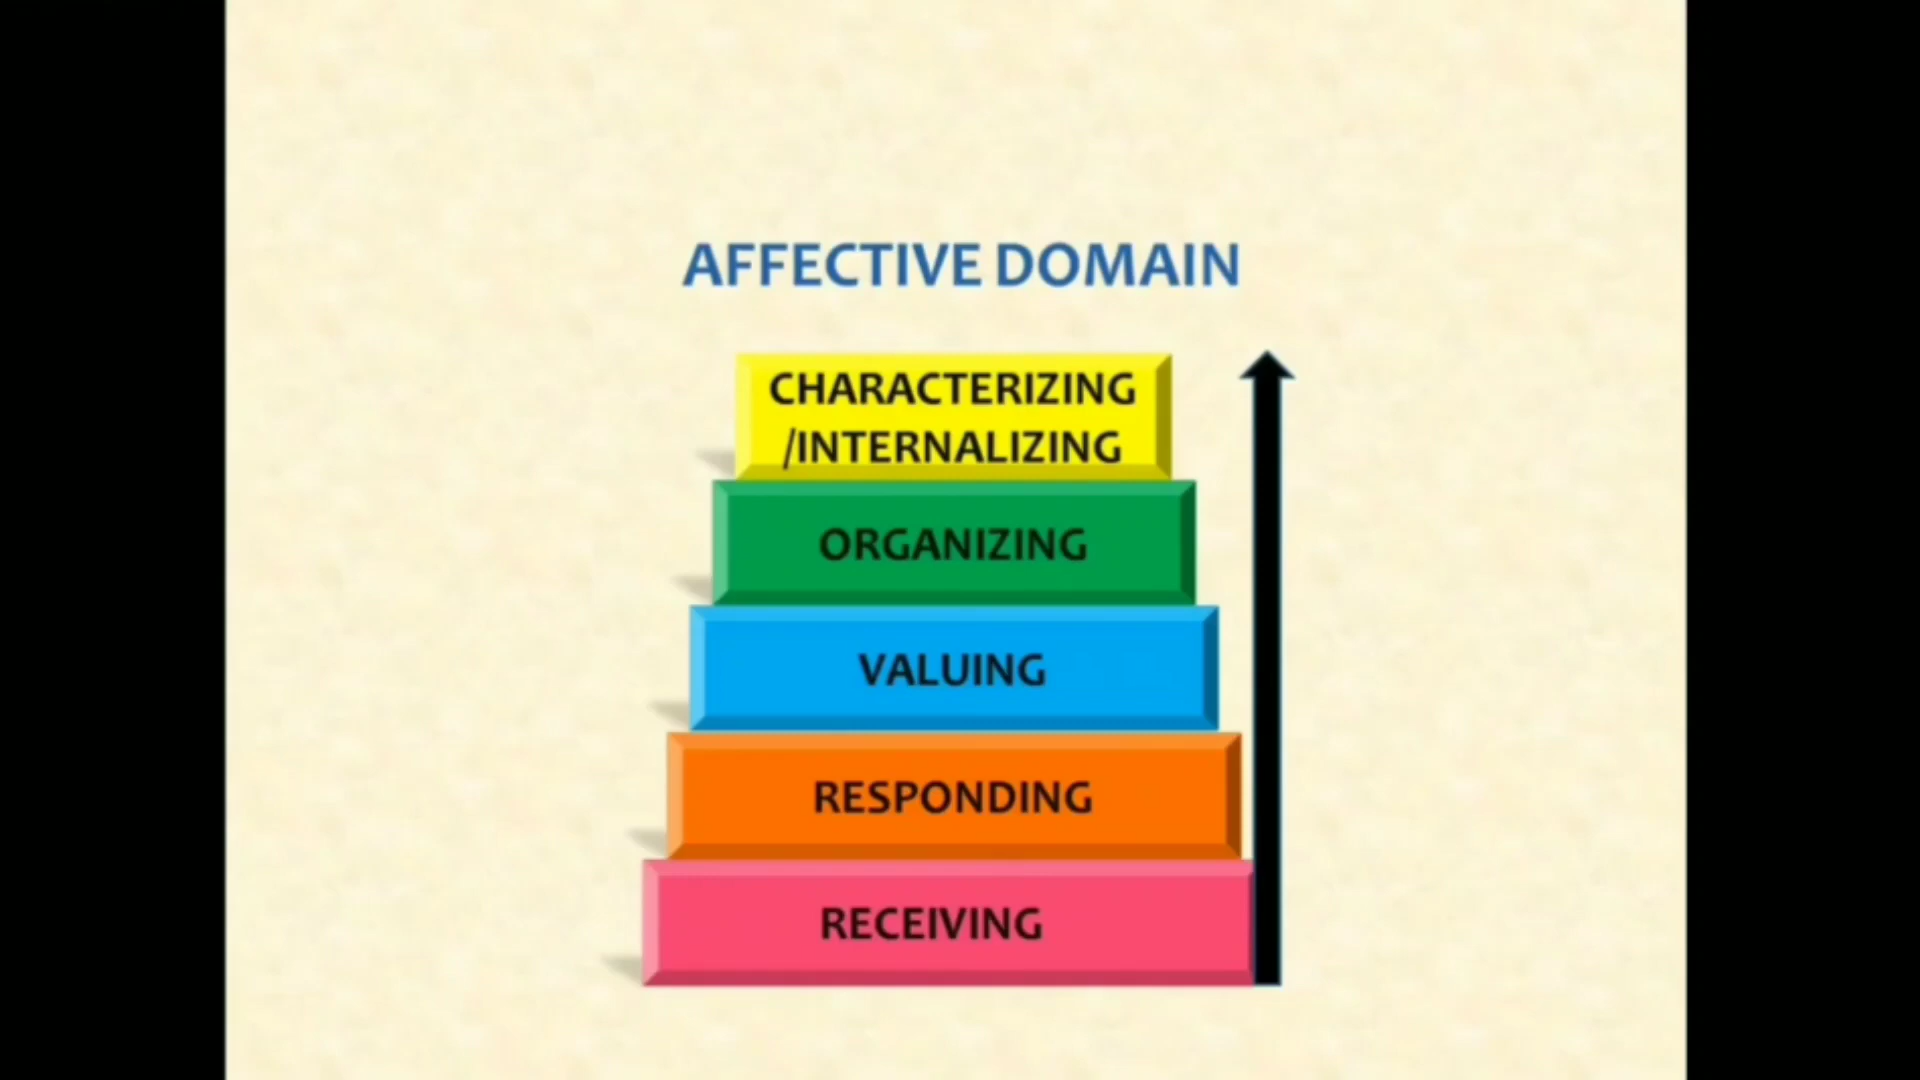 AFFECTIVE DOMAIN
CHARACTERIZING
/INTERNALIZING
ORGANIZING
VALUING
RESPONDING
RECEIVING